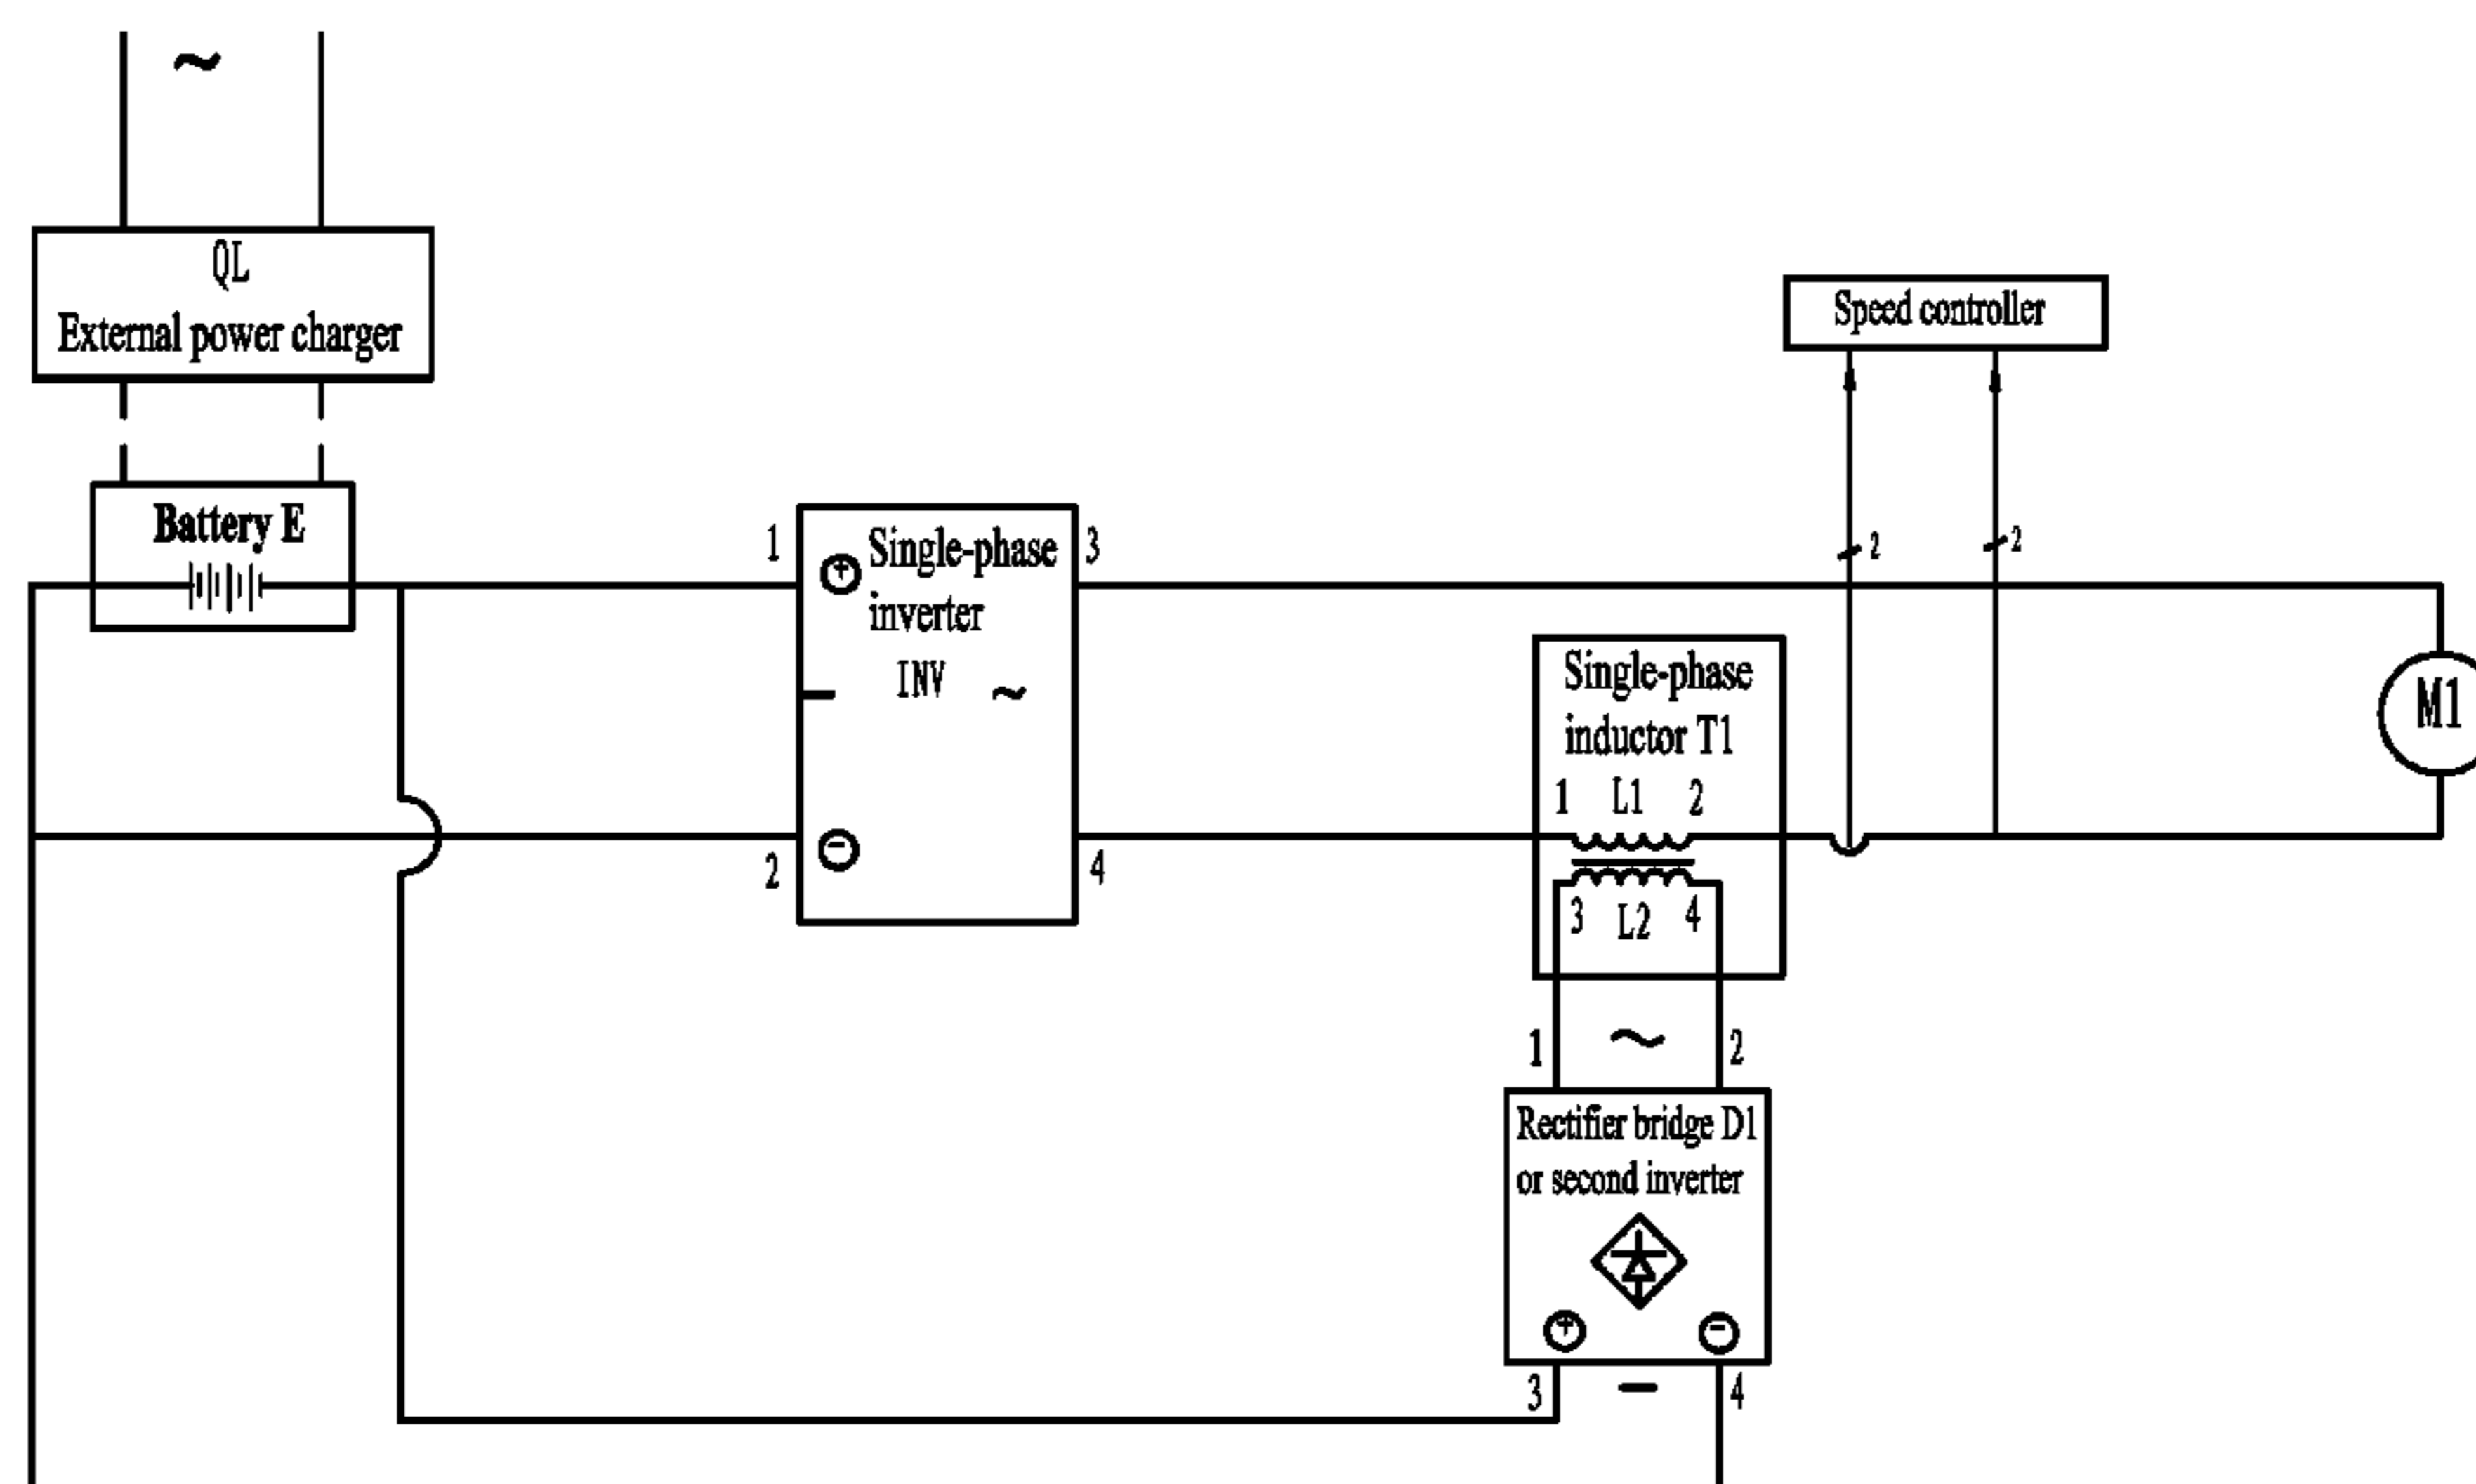 ~
QL
External power charger
Speed controller
Battery E
2
2
1
+
Single-phase
3
inverter
INV
~
Single-phase
inductor T1
M1
1
L1
2
2
-
4
3
L2
4
1
~
2
Rectifier bridge D1
or second inverter
+
-
3
4